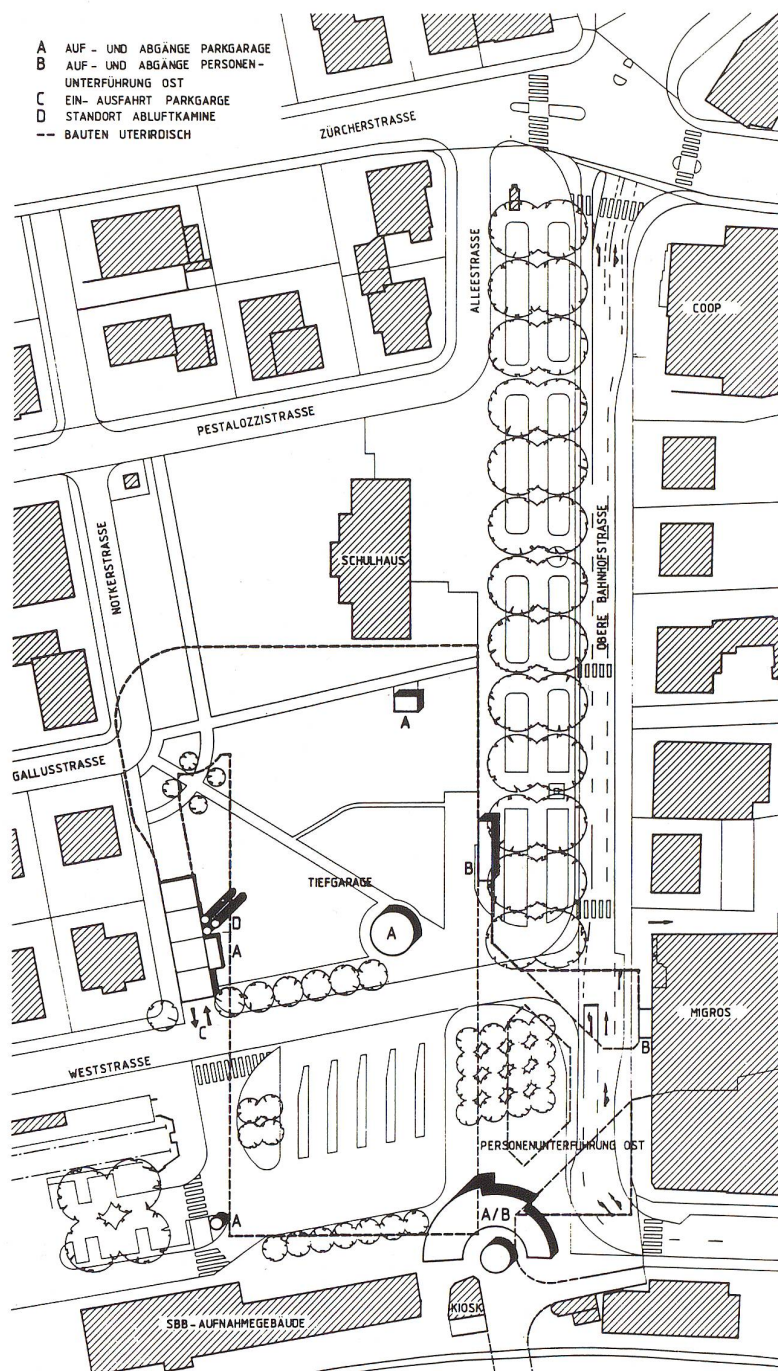 A AUF - UND ABGÄNGE PARKGARAGE
B AUF - UND ABGÄNGE PERSONEN-
UNTERFÜHRUNG OST
C EIN- AUSFAHRT PARKGARGE
D STANDORT ABLUFTKAMINE
-- BAUTEN UTERIRDISCH
ZÜRCHERSTRASSE
ALLEESTRASSE
COOP
PESTALOZZISTRASSE
NOTKERSTRASSE
SCHULHAUS
OBERE BAHNHOFSTRASSE
A
GALLUSSTRASSE
B
TIEFGARAGE
D
A
A
C
MIGROS
B
WESTSTRASSE
PERSONENUNTERFÜHRUNG OST
A
A/B
KIOSK
SBB-AUFNAHMEGEBÄUDE